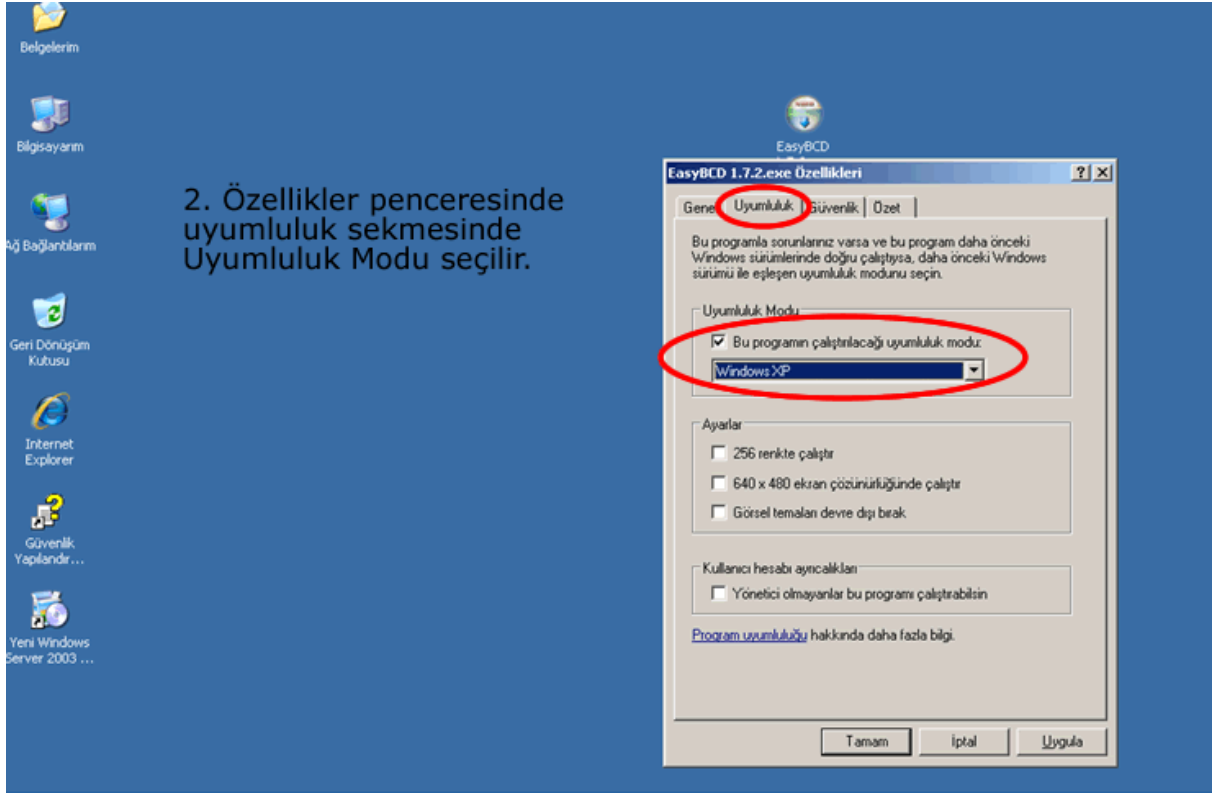 Belgelerim
Bilgisayarım
Ağ Bağlantılarım
Geri Dönüşüm
Kutusu
Internet
Explorer
Güvenlik
Yapılandır...
Yeni Windows
Server 2003 ...
2. Özellikler penceresinde
uyumluluk sekmesinde
Uyumluluk Modu seçilir.
EasyBCD
EasyBCD 1.7.2.exe Özellikleri
Genel Uyumluluk Güvenlik Özet
Bu programla sorunlarınız varsa ve bu program daha önceki
Windows sürümlerinde doğru çalıştıysa, daha önceki Windows
sürümü ile eşleşen uyumluluk modunu seçin.
Uyumluluk Modu
Bu programın çalıştırılacağı uyumluluk modu:
Windows XP
Ayarlar
256 renkte çalıştır
640 x 480 ekran çözünürlüğünde çalıştır
Görsel temaları devre dışı bırak
Kullanıcı hesabı ayrıcalıkları
Yönetici olmayanlar bu programı çalıştırabilsin
Program uyumluluğu hakkında daha fazla bilgi.
Tamam İptal Uygula